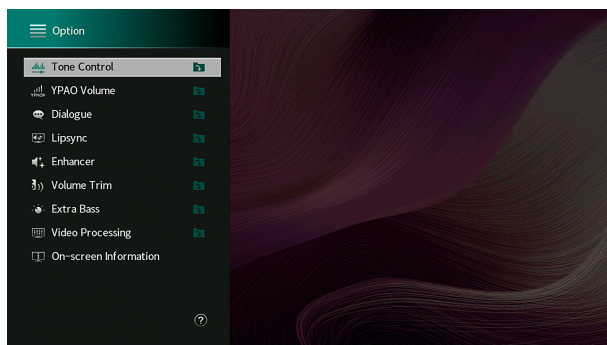 Option
Tone Control
YPAO Volume
Dialogue
Lipsync
Enhancer
Volume Trim
Extra Bass
Video Processing
On-screen Information
?